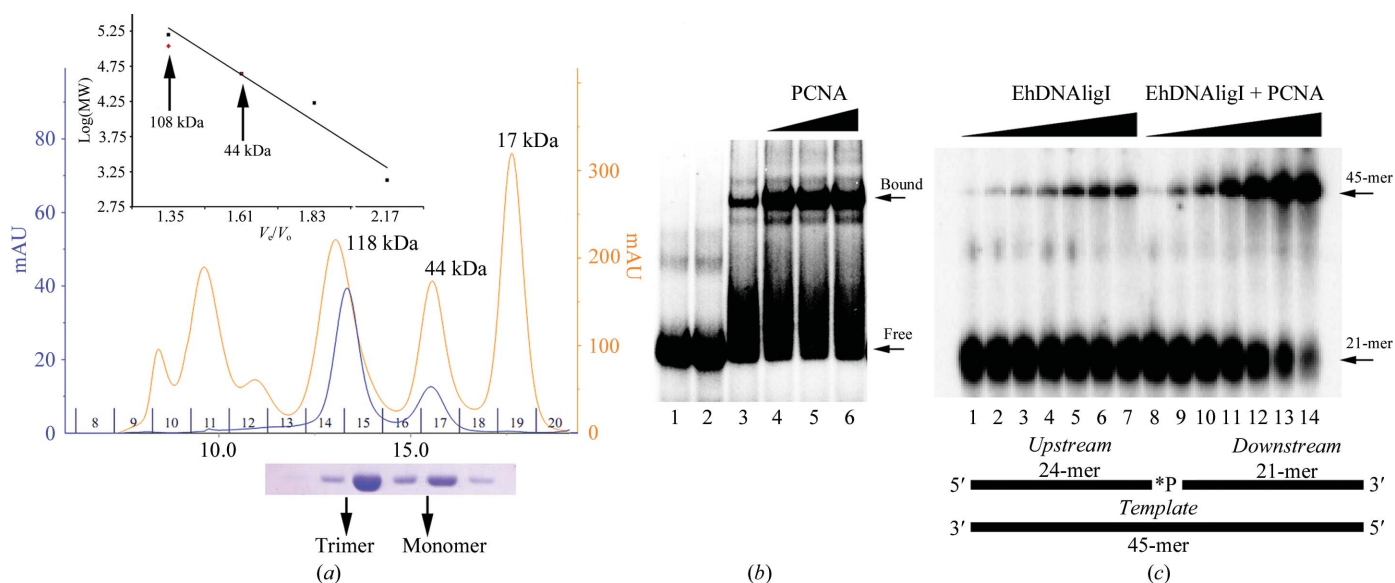 5.25
4.75
4.25
3.75
3.25
2.75
Log(MW)
1.35 1.61 1.83 2.17
Ve/Vo
108 kDa
44 kDa
80
60
40
20
0
mAU
118 kDa
44 kDa
17 kDa
300
200
100
0
mAU
8 9 10 11 12 13 14 15 16 17 18 19 20
10.0 15.0
Trimer Monomer
(a)
PCNA
Bound
Free
1 2 3 4 5 6
(b)
EhDNAligI EhDNAligI + PCNA
45-mer
21-mer
1 2 3 4 5 6 7 8 9 10 11 12 13 14
Upstream Downstream
24-mer 21-mer
5′ *P 3′
Template
3′ 5′
45-mer
(c)